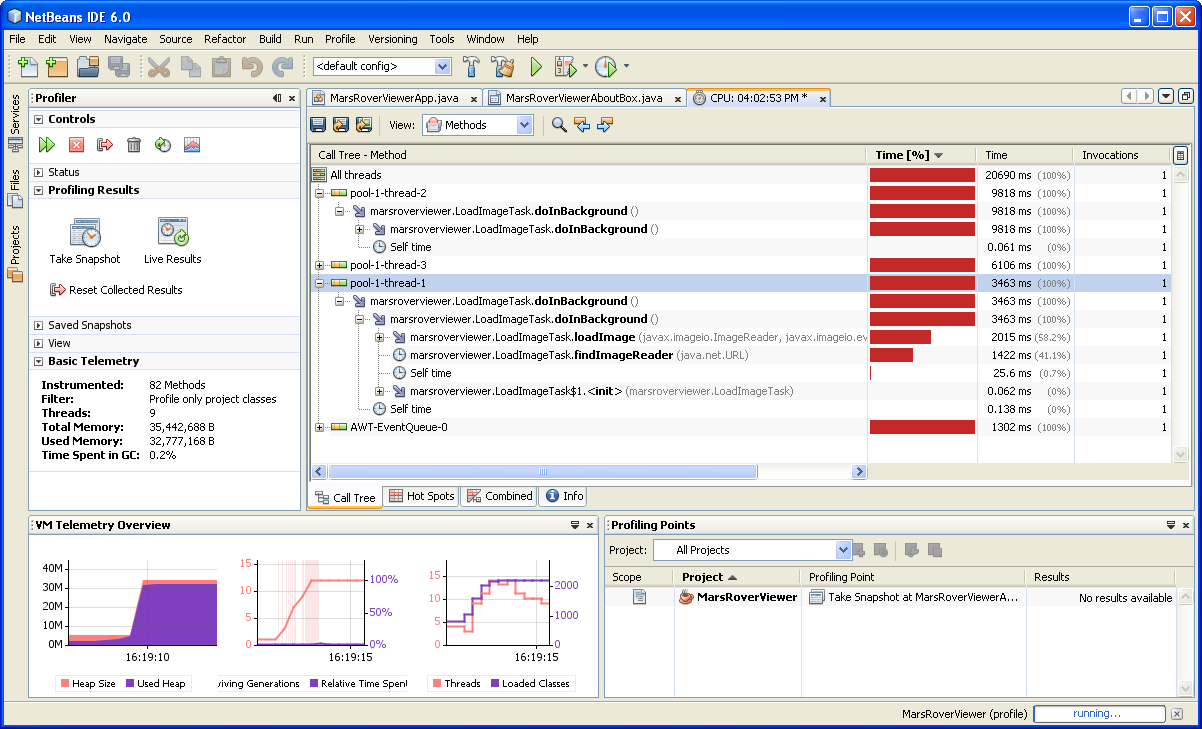 NetBeans IDE 6.0
File Edit View Navigate Source Refactor Build Run Profile Versioning Tools Window Help
<default config>
Services
Files
Projects
Profiler
Controls
Status
Profiling Results
Take Snapshot Live Results
Reset Collected Results
Saved Snapshots
View
Basic Telemetry
Instrumented: 82 Methods
Filter: Profile only project classes
Threads: 9
Total Memory: 35,442,688 B
Used Memory: 32,777,168 B
Time Spent in GC: 0.2%
MarsRoverViewerApp.java x MarsRoverViewerAboutBox.java x CPU: 04:02:53 PM * x
View: Methods
Call Tree - Method Time [%] Time Invocations
All threads 20690 ms (100%) 1
pool-1-thread-2 9818 ms (100%) 1
marsroverviewer.LoadImageTask.doInBackground () 9818 ms (100%) 1
marsroverviewer.LoadImageTask.doInBackground () 9818 ms (100%) 1
Self time 0.061 ms (0%) 1
pool-1-thread-3 6106 ms (100%) 1
pool-1-thread-1 3463 ms (100%) 1
marsroverviewer.LoadImageTask.doInBackground () 3463 ms (100%) 1
marsroverviewer.LoadImageTask.doInBackground () 3463 ms (100%) 1
marsroverviewer.LoadImageTask.loadImage (javax.imageio.ImageReader, javax.imageio.ev 2015 ms (58.2%) 1
marsroverviewer.LoadImageTask.findImageReader (java.net.URL) 1422 ms (41.1%) 1
Self time 25.6 ms (0.7%) 1
marsroverviewer.LoadImageTask$1.<init> (marsroverviewer.LoadImageTask) 0.062 ms (0%) 1
Self time 0.138 ms (0%) 1
AWT-EventQueue-0 1302 ms (100%) 1
Call Tree Hot Spots Combined Info
VM Telemetry Overview
40M
30M
20M
10M
0M
16:19:10
Heap Size Used Heap
15
10
5
0
100%
50%
0%
16:19:15
iving Generations Relative Time Spent
15
10
5
0
2000
1000
0
16:19:15
Threads Loaded Classes
Profiling Points
Project: All Projects
Scope Project Profiling Point Results
MarsRoverViewer Take Snapshot at MarsRoverViewerA... No results available
MarsRoverViewer (profile) running...